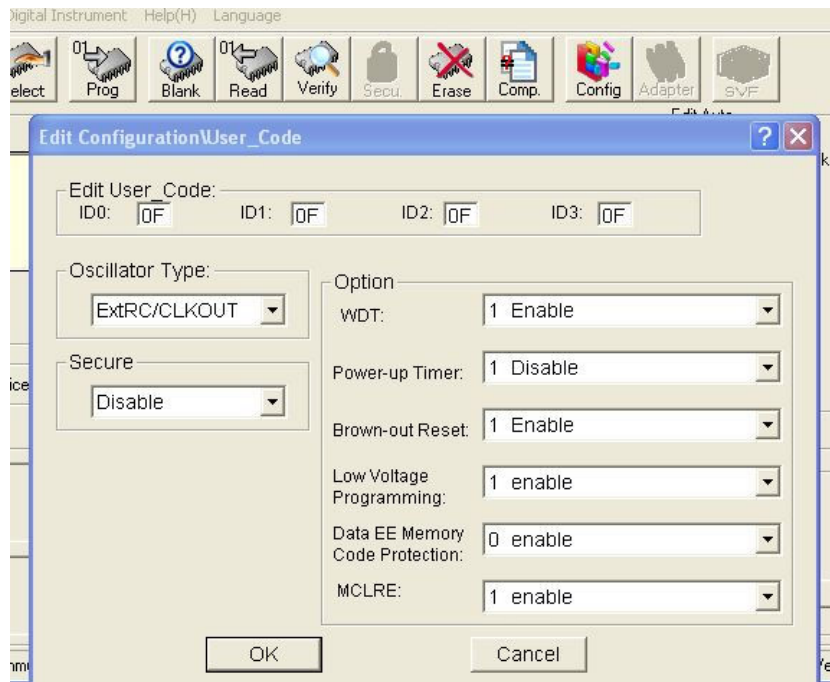 Digital Instrument Help(H) Language
elect Prog Blank Read Verify Secu. Erase Comp. Config Adapter SVF
Edit Auto
Edit Configuration\User_Code
Edit User_Code:
ID0: 0F ID1: 0F ID2: 0F ID3: 0F
Oscillator Type:
ExtRC/CLKOUT
Secure
Disable
Option
WDT: 1 Enable
Power-up Timer: 1 Disable
Brown-out Reset: 1 Enable
Low Voltage
Programming: 1 enable
Data EE Memory
Code Protection: 0 enable
MCLRE: 1 enable
OK Cancel